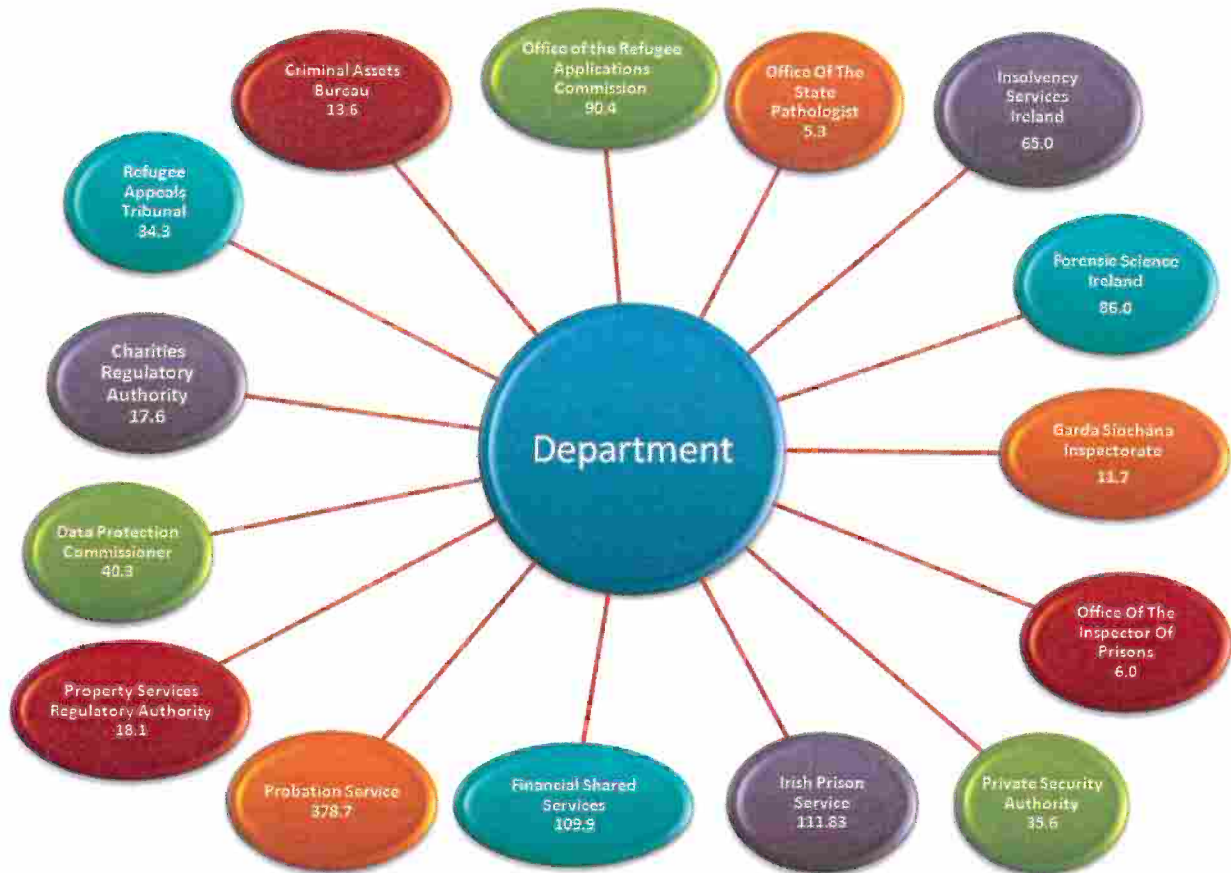 Office of the Refugee
Applications
Commission
90.4
Office Of The
State
Pathologist
5.3
Insolvency
Services
Ireland
65.0
Forensic Science
Ireland
86.0
Garda Siochana
Inspectorate
11.7
Office Of The
Inspector Of
Prisons
6.0
Private Security
Authority
35.6
Irish Prison
Service
111.83
Financial Shared
Services
109.9
Probation Service
378.7
Property Services
Regulatory Authority
18.1
Data Protection
Commissioner
40.3
Charities
Regulatory
Authority
17.6
Refugee
Appeals
Tribunal
34.3
Criminal Assets
Bureau
13.6
Department